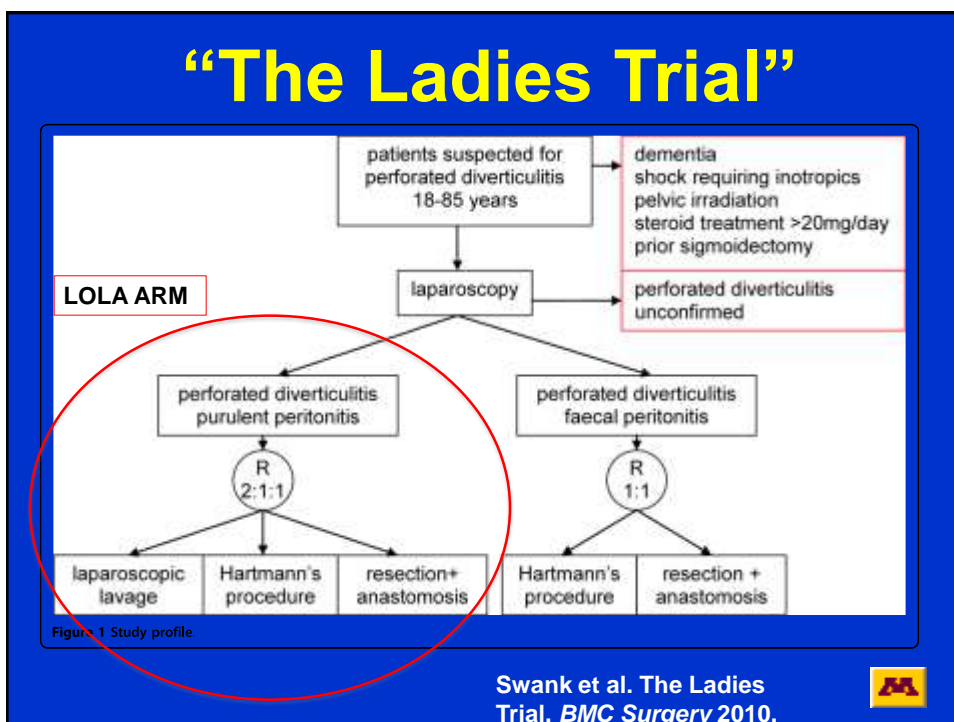 “The Ladies Trial”
patients suspected for
perforated diverticulitis
18-85 years
dementia
shock requiring inotropics
pelvic irradiation
steroid treatment >20mg/day
prior sigmoidectomy
LOLA ARM
laparoscopy
perforated diverticulitis
unconfirmed
perforated diverticulitis
purulent peritonitis
perforated diverticulitis
faecal peritonitis
R
2:1:1
R
1:1
laparoscopic
lavage
Hartmann's
procedure
resection+
anastomosis
Hartmann's
procedure
resection +
anastomosis
Figure 1 Study profile
Swank et al. The Ladies
Trial. BMC Surgery 2010.
M